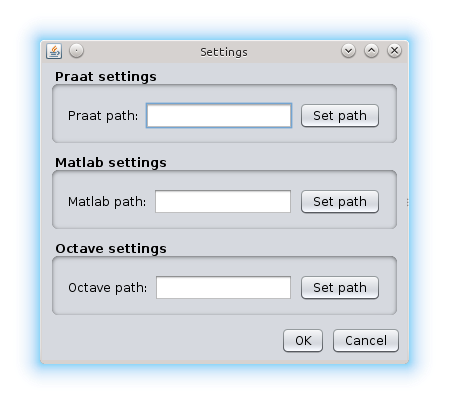 Settings
Praat settings
Praat path: Set path
Matlab settings
Matlab path: Set path
Octave settings
Octave path: Set path
OK Cancel